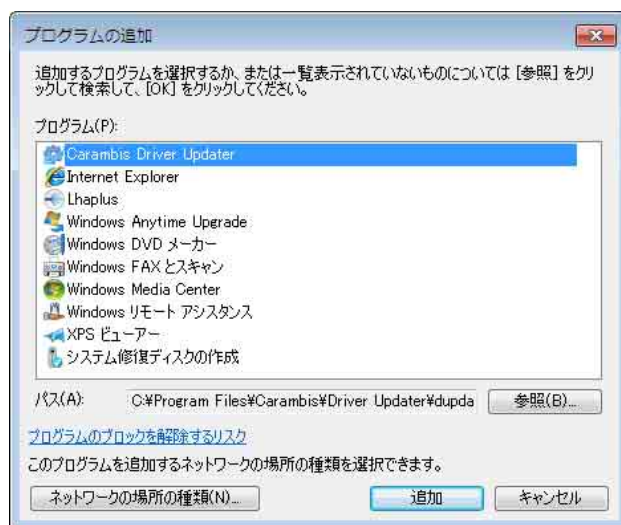 プログラムの追加
追加するプログラムを選択するか、または一覧表示されていないものについては [参照] をクリ
ックして検索して、[OK] をクリックしてください。
プログラム(P):
Carambis Driver Updater
Internet Explorer
Lhaplus
Windows Anytime Upgrade
Windows DVD メーカー
Windows FAX とスキャン
Windows Media Center
Windows リモート アシスタンス
XPS ビューアー
システム修復ディスクの作成
パス(A): C:¥Program Files¥Carambis¥Driver Updater¥dupda 参照(B)...
プログラムのブロックを解除するリスク
このプログラムを追加するネットワークの場所の種類を選択できます。
ネットワークの場所の種類(N)... 追加 キャンセル